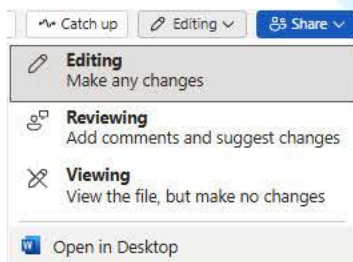 Catch up Editing Share
Editing
Make any changes
Reviewing
Add comments and suggest changes
Viewing
View the file, but make no changes
Open in Desktop